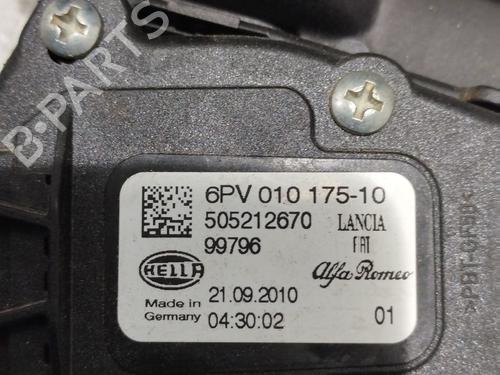 B-PARTS
6PV 010 175-10
505212670
LANCIA
99796
FIAT
HELLA
Alfa Romeo
Made in
Germany
21.09.2010
04:30:02
01